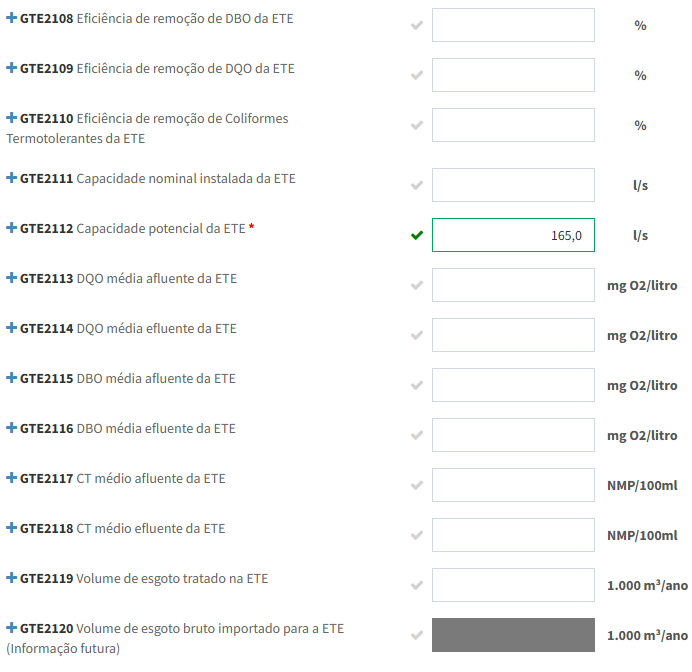 GTE2108 Eficiência de remoção de DBO da ETE
%
GTE2109 Eficiência de remoção de DQO da ETE
%
GTE2110 Eficiência de remoção de Coliformes
Termotolerantes da ETE
%
GTE2111 Capacidade nominal instalada da ETE
l/s
GTE2112 Capacidade potencial da ETE *
165,0
l/s
GTE2113 DQO média afluente da ETE
mg O2/litro
GTE2114 DQO média efluente da ETE
mg O2/litro
GTE2115 DBO média afluente da ETE
mg O2/litro
GTE2116 DBO média efluente da ETE
mg O2/litro
GTE2117 CT médio afluente da ETE
NMP/100ml
GTE2118 CT médio efluente da ETE
NMP/100ml
GTE2119 Volume de esgoto tratado na ETE
1.000 m³/ano
GTE2120 Volume de esgoto bruto importado para a ETE
(Informação futura)
1.000 m³/ano